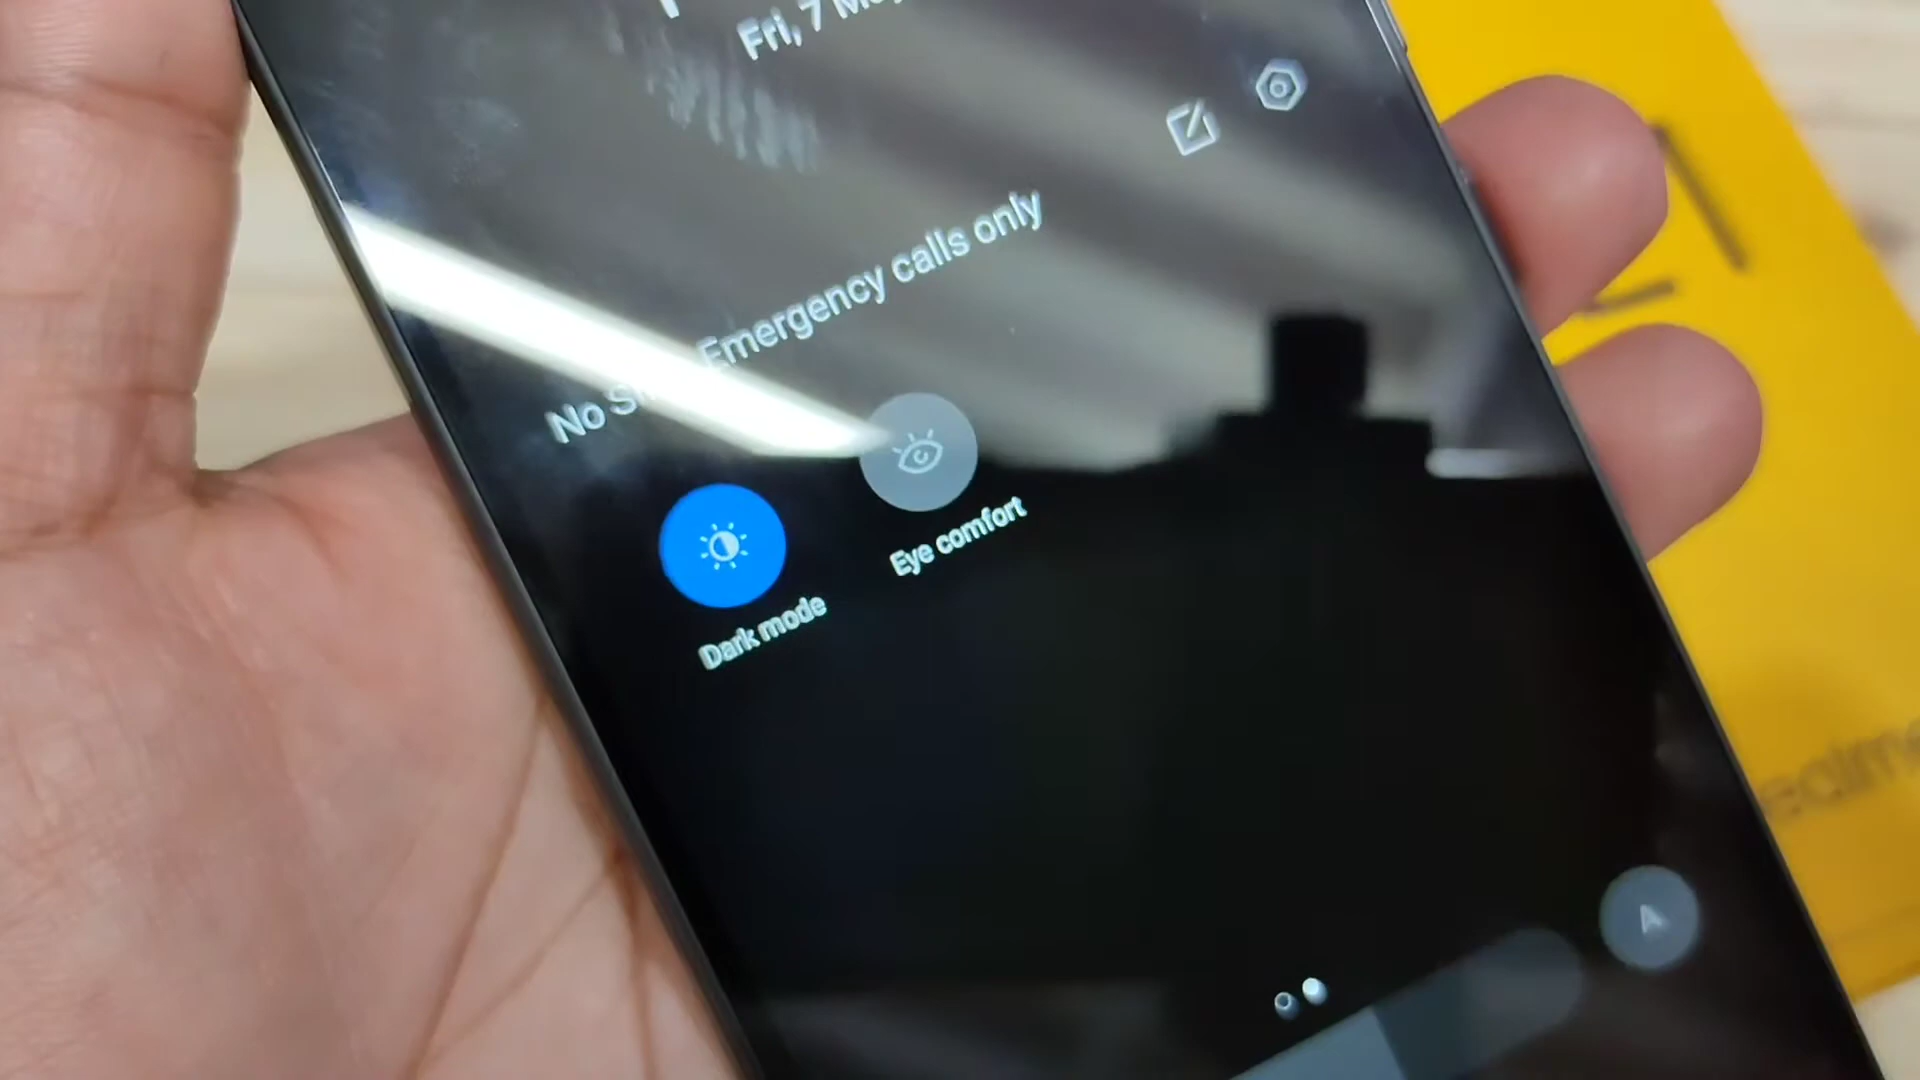 Fri, 7
No Emergency calls only
Eye comfort
Dark mode
A
realme